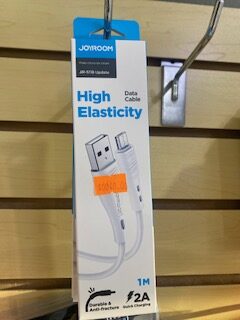 JOYROOM
JR-S118 Update
High
Elasticity
Data
Cable
1M
2A
Durable &
Anti-fracture
Quick Charging